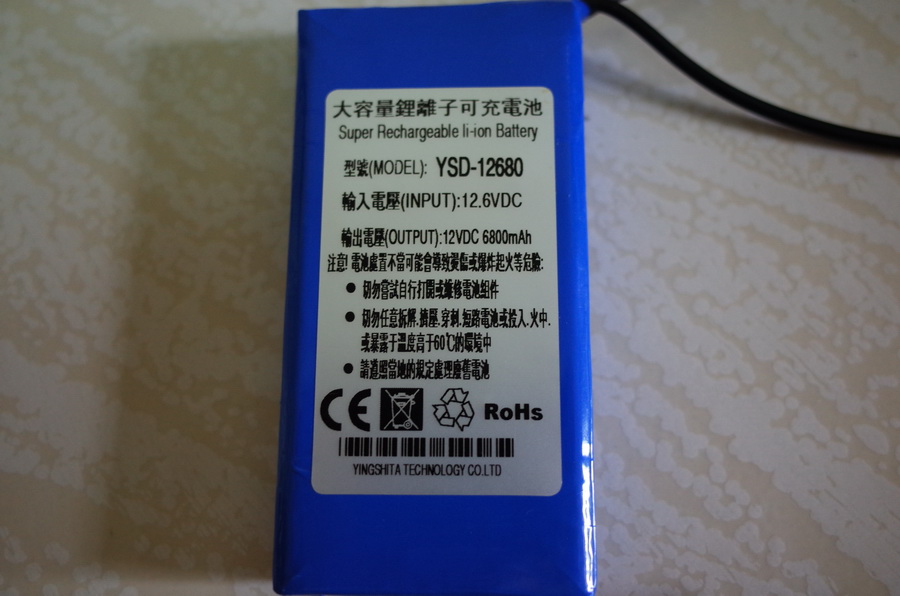 大容量鋰離子可充電池
Super Rechargeable li-ion Battery
型號(MODEL): YSD-12680
輸入電壓(INPUT):12.6VDC
輸出電壓(OUTPUT):12VDC 6800mAh
注意! 電池處置不當可能會導致損傷或爆炸起火等危險:
● 切勿嘗試自行打開或維修電池組件
● 切勿任意拆解.擠壓.穿刺.短路電池或投入.火中.
或暴露于溫度高于60℃的環境中
● 請遵照當地的規定處理廢舊電池
CE RoHs
YINGSHITA TECHNOLOGY CO.LTD